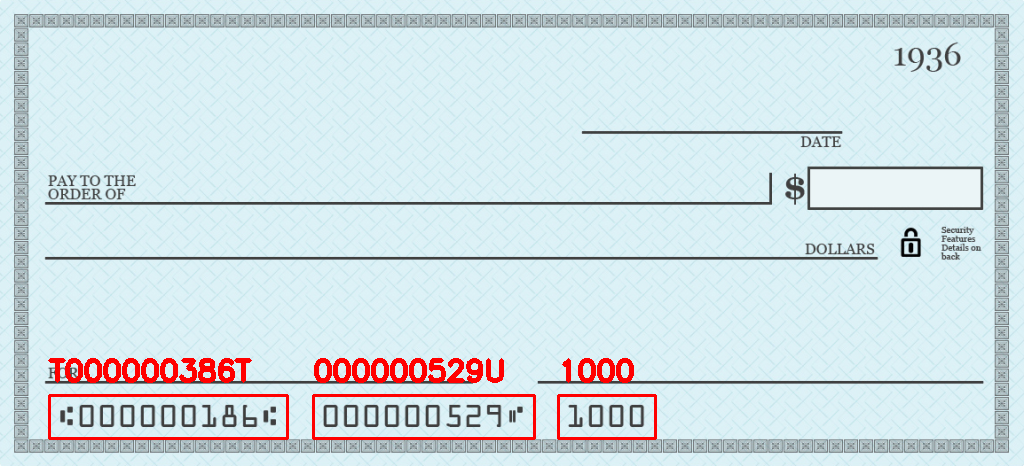 1936
DATE
PAY TO THE
ORDER OF
$
DOLLARS
Security
Features
Details on
back
FOR
T000000386T 000000529U 1000
⑆000000186⑆ 000000529⑈ 1000